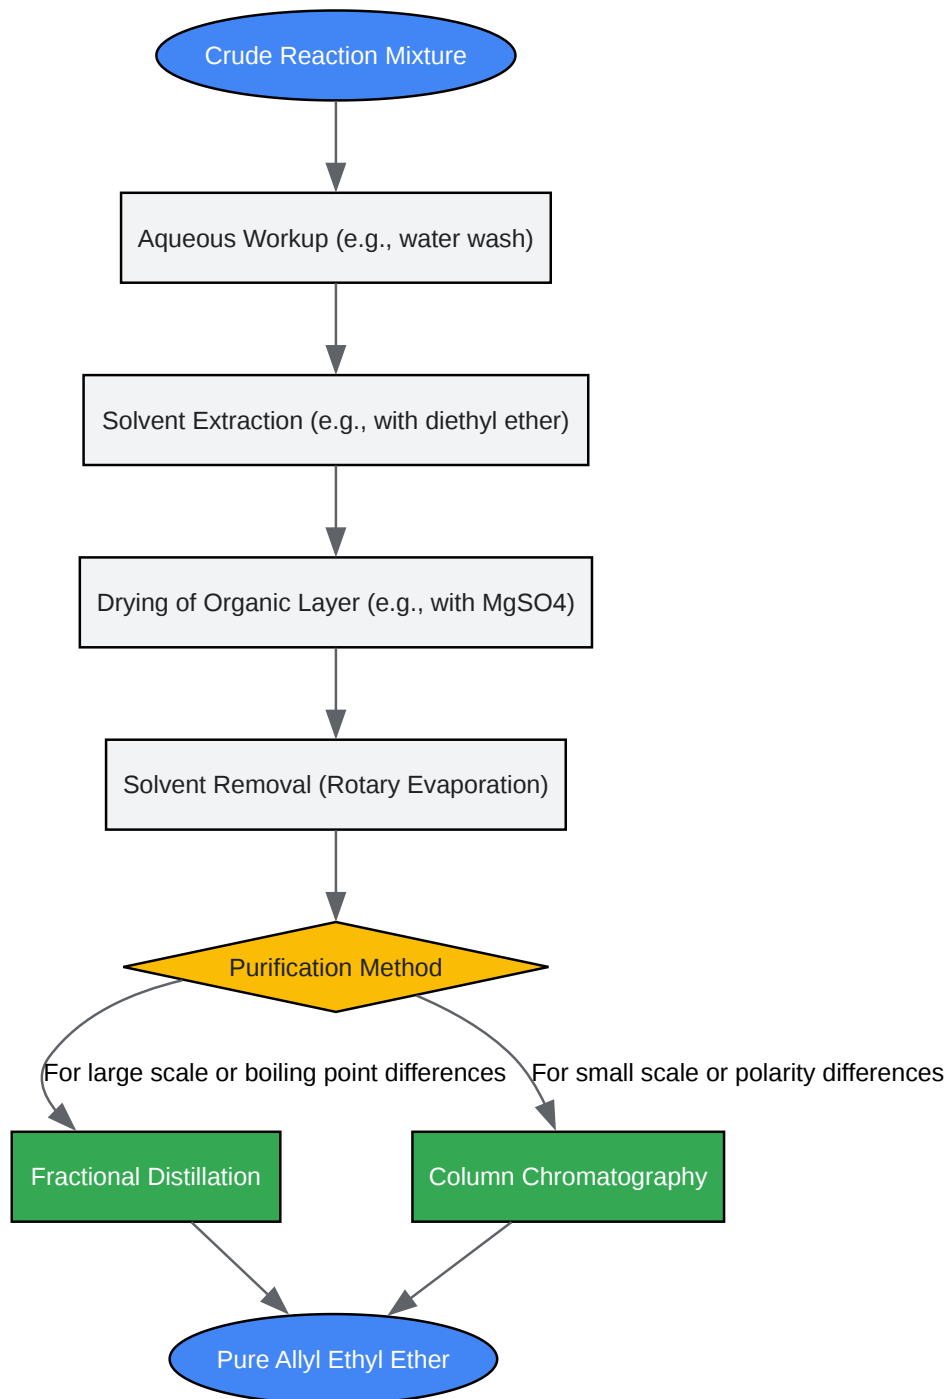 Crude Reaction Mixture
Aqueous Workup (e.g., water wash)
Solvent Extraction (e.g., with diethyl ether)
Drying of Organic Layer (e.g., with MgSO4)
Solvent Removal (Rotary Evaporation)
Purification Method
For large scale or boiling point differences
For small scale or polarity differences
Fractional Distillation
Column Chromatography
Pure Allyl Ethyl Ether